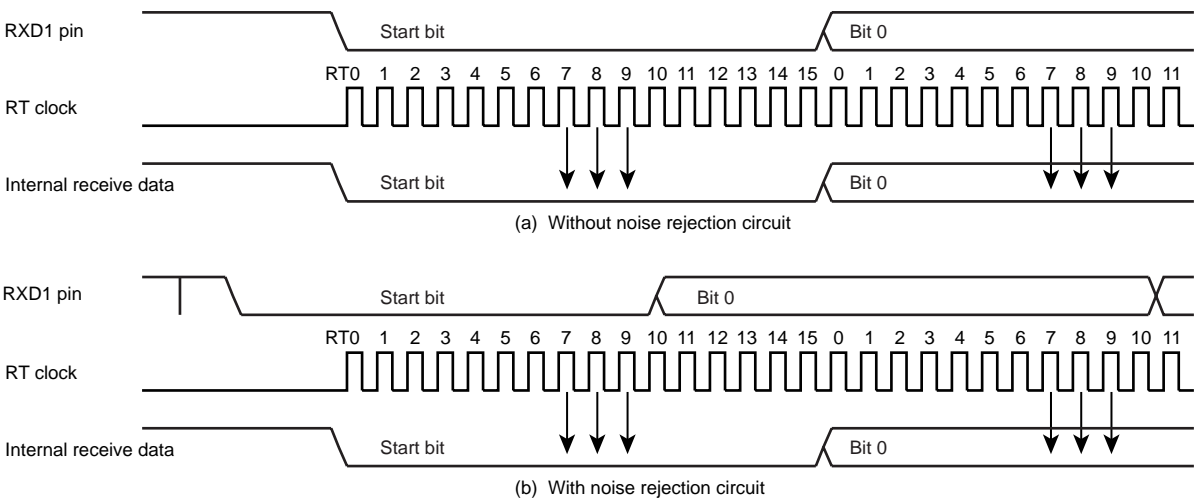 RXD1 pin
Start bit
Bit 0
RT0 1 2 3 4 5 6 7 8 9 10 11 12 13 14 15 0 1 2 3 4 5 6 7 8 9 10 11
RT clock
Internal receive data
Start bit
Bit 0
(a) Without noise rejection circuit
RXD1 pin
Start bit
Bit 0
RT0 1 2 3 4 5 6 7 8 9 10 11 12 13 14 15 0 1 2 3 4 5 6 7 8 9 10 11
RT clock
Internal receive data
Start bit
Bit 0
(b) With noise rejection circuit